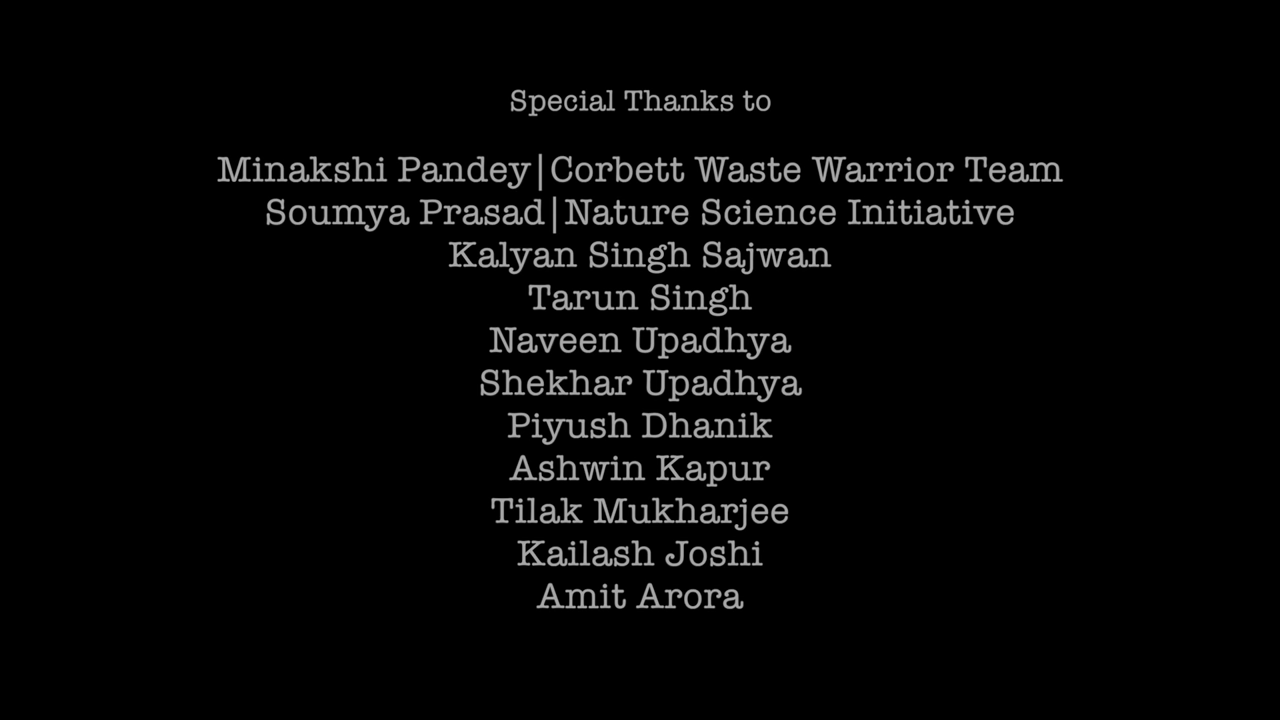 Special Thanks to
Minakshi Pandey|Corbett Waste Warrior Team
Soumya Prasad|Nature Science Initiative
Kalyan Singh Sajwan
Tarun Singh
Naveen Upadhya
Shekhar Upadhya
Piyush Dhanik
Ashwin Kapur
Tilak Mukharjee
Kailash Joshi
Amit Arora